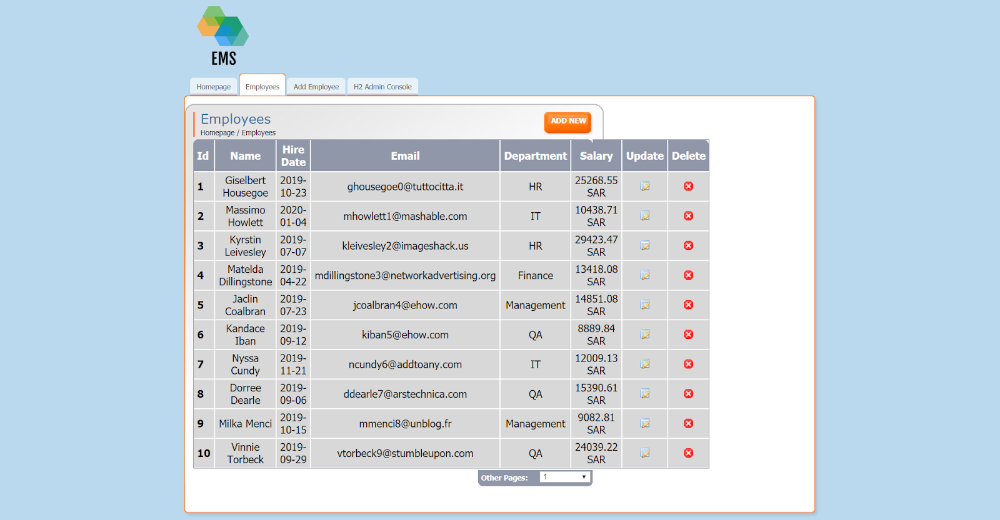 EMS
Homepage Employees Add Employee H2 Admin Console
Employees
ADD NEW
Homepage / Employees
Id Name Hire Date Email Department Salary Update Delete
1 Giselbert Housegoe 2019-10-23 ghousegoe0@tuttocitta.it HR 25268.55 SAR
2 Massimo Howlett 2020-01-04 mhowlett1@mashable.com IT 10438.71 SAR
3 Kyrstin Leivesley 2019-07-07 kleivesley2@imageshack.us HR 29423.47 SAR
4 Matelda Dillingstone 2019-04-22 mdillingstone3@networkadvertising.org Finance 13418.08 SAR
5 Jaclin Coalbran 2019-07-23 jcoalbran4@ehow.com Management 14851.08 SAR
6 Kandace Iban 2019-09-12 kiban5@ehow.com QA 8889.84 SAR
7 Nyssa Cundy 2019-11-21 ncundy6@addtoany.com IT 12009.13 SAR
8 Dorree Dearle 2019-09-06 ddearle7@arstechnica.com QA 15390.61 SAR
9 Milka Menci 2019-10-15 mmenci8@unblog.fr Management 9082.81 SAR
10 Vinnie Torbeck 2019-09-29 vtorbeck9@stumbleupon.com QA 24039.22 SAR
Other Pages: 1